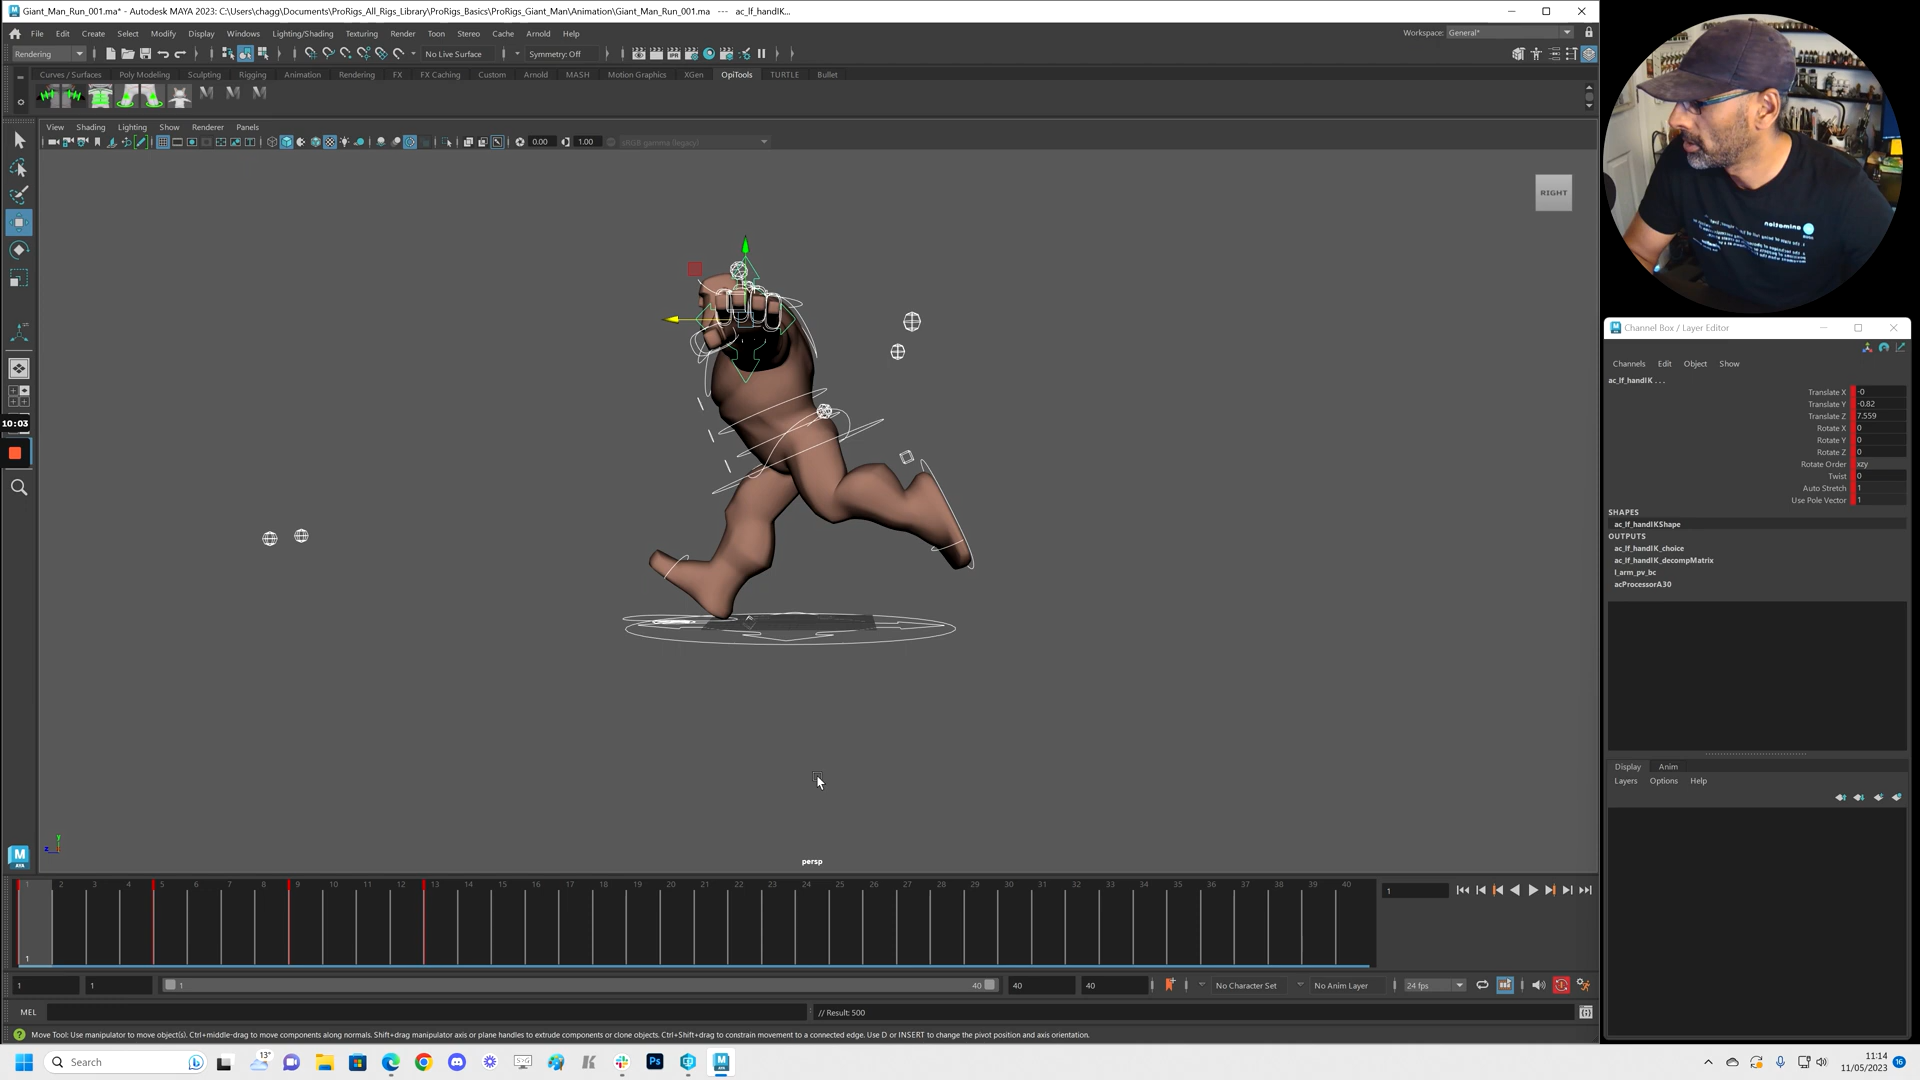 Giant_Man_Run_001.ma* - Autodesk MAYA 2023: C:\Users\chagg\Documents\ProRigs_All_Rigs_Library\ProRigs_Basics\ProRigs_Giant_Man\Animation\Giant_Man_Run_001.ma --- ac_lf_handIK...
File Edit Create Select Modify Display Windows Lighting/Shading Texturing Render Toon Stereo Cache Arnold Help
Workspace: General*
Rendering
No Live Surface
Symmetry: Off
Curves / Surfaces Poly Modeling Sculpting Rigging Animation Rendering FX FX Caching Custom Arnold MASH Motion Graphics XGen OpiTools TURTLE Bullet
View Shading Lighting Show Renderer Panels
0.00 1.00 sRGB gamma (legacy)
RIGHT
10:03
persp
Channel Box / Layer Editor
Channels Edit Object Show
ac_lf_handIK . . .
Translate X -0
Translate Y -0.82
Translate Z 7.559
Rotate X 0
Rotate Y 0
Rotate Z 0
Rotate Order xzy
Twist 0
Auto Stretch 1
Use Pole Vector 1
SHAPES
ac_lf_handIKShape
OUTPUTS
ac_lf_handIK_choice
ac_lf_handIK_decompMatrix
l_arm_pv_bc
acProcessorA30
Display Anim
Layers Options Help
1 2 3 4 5 6 7 8 9 10 11 12 13 14 15 16 17 18 19 20 21 22 23 24 25 26 27 28 29 30 31 32 33 34 35 36 37 38 39 40
1
1
1 1 1 40 40 40
No Character Set
No Anim Layer
24 fps
MEL
// Result: 500
Move Tool: Use manipulator to move object(s). Ctrl+middle-drag to move components along normals. Shift+drag manipulator axis or plane handles to extrude components or clone objects. Ctrl+Shift+drag to constrain movement to a connected edge. Use D or INSERT to change the pivot position and axis orientation.
Search
13°
Ps
11:14
11/05/2023
16